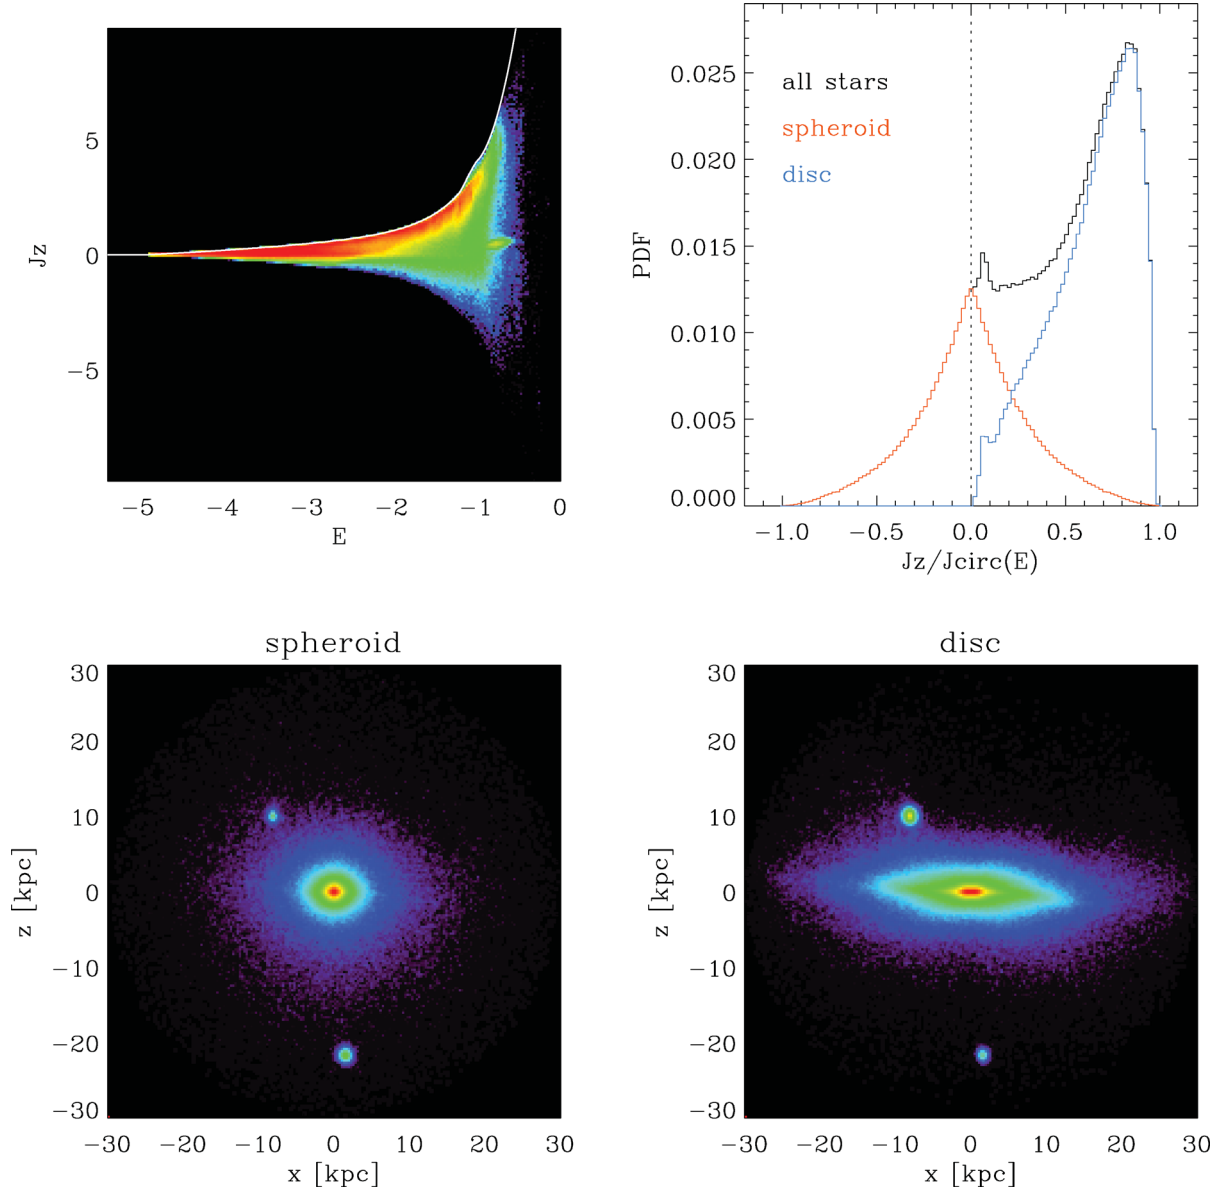 Jz
5
0
−5
−5 −4 −3 −2 −1 0
E
all stars
spheroid
disc
PDF
0.025
0.020
0.015
0.010
0.005
0.000
−1.0 −0.5 0.0 0.5 1.0
Jz/Jcirc(E)
spheroid
z [kpc]
30
20
10
0
−10
−20
−30
−30 −20 −10 0 10 20 30
x [kpc]
disc
z [kpc]
30
20
10
0
−10
−20
−30
−30 −20 −10 0 10 20 30
x [kpc]